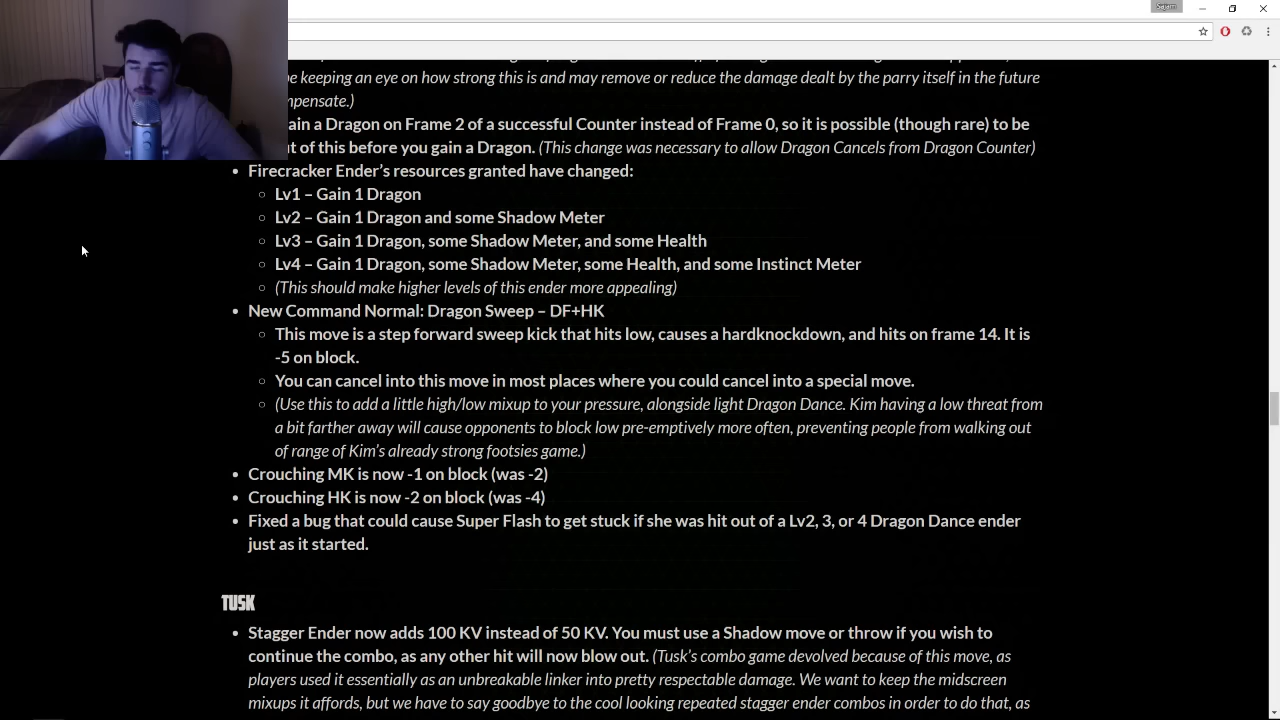 Sajam
be keeping an eye on how strong this is and may remove or reduce the damage dealt by the parry itself in the future
mpensate.)
ain a Dragon on Frame 2 of a successful Counter instead of Frame 0, so it is possible (though rare) to be
t of this before you gain a Dragon. (This change was necessary to allow Dragon Cancels from Dragon Counter)
• Firecracker Ender's resources granted have changed:
○ Lv1 – Gain 1 Dragon
○ Lv2 – Gain 1 Dragon and some Shadow Meter
○ Lv3 – Gain 1 Dragon, some Shadow Meter, and some Health
○ Lv4 – Gain 1 Dragon, some Shadow Meter, some Health, and some Instinct Meter
○ (This should make higher levels of this ender more appealing)
• New Command Normal: Dragon Sweep – DF+HK
○ This move is a step forward sweep kick that hits low, causes a hardknockdown, and hits on frame 14. It is
-5 on block.
○ You can cancel into this move in most places where you could cancel into a special move.
○ (Use this to add a little high/low mixup to your pressure, alongside light Dragon Dance. Kim having a low threat from
a bit farther away will cause opponents to block low pre-emptively more often, preventing people from walking out
of range of Kim's already strong footsies game.)
• Crouching MK is now -1 on block (was -2)
• Crouching HK is now -2 on block (was -4)
• Fixed a bug that could cause Super Flash to get stuck if she was hit out of a Lv2, 3, or 4 Dragon Dance ender
just as it started.
TUSK
• Stagger Ender now adds 100 KV instead of 50 KV. You must use a Shadow move or throw if you wish to
continue the combo, as any other hit will now blow out. (Tusk's combo game devolved because of this move, as
players used it essentially as an unbreakable linker into pretty respectable damage. We want to keep the midscreen
mixups it affords, but we have to say goodbye to the cool looking repeated stagger ender combos in order to do that, as